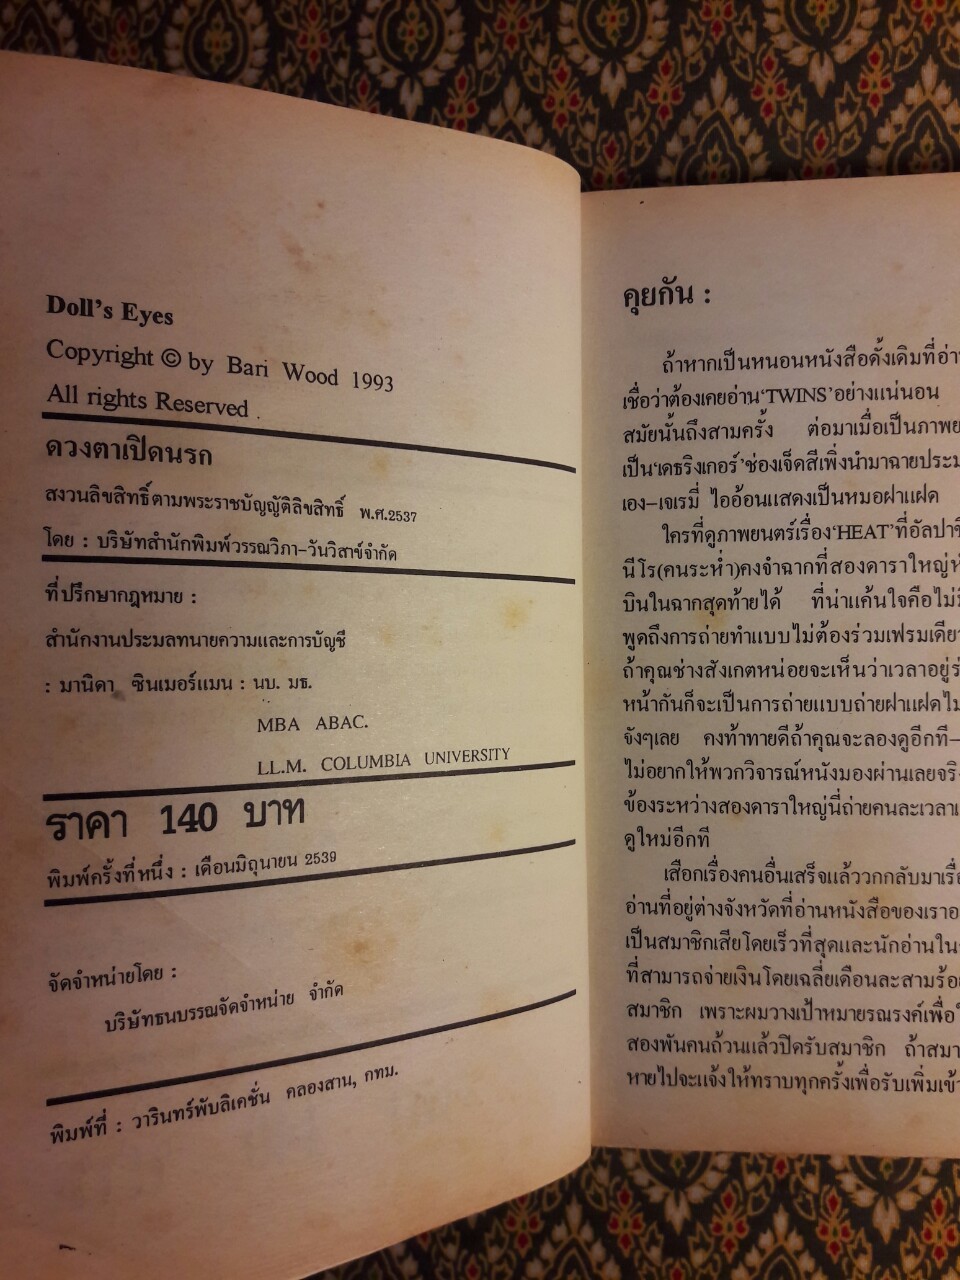 Doll's Eyes
Copyright © by Bari Wood 1993
All rights Reserved .
ดวงตาเปิดนรก
สงวนลิขสิทธิ์ตามพระราชบัญญัติลิขสิทธิ์ พ.ศ.2537
โดย : บริษัทสำนักพิมพ์วรรณวิภา-วันวิสาข์จำกัด
ที่ปรึกษากฎหมาย :
สำนักงานประมลทนายความและการบัญชี
: มานิดา ซินเมอร์แมน : นบ. มธ.
MBA ABAC.
LL.M. COLUMBIA UNIVERSITY
ราคา 140 บาท
พิมพ์ครั้งที่หนึ่ง : เดือนมิถุนายน 2539
จัดจำหน่ายโดย :
บริษัทธนบรรณจัดจำหน่าย จำกัด
พิมพ์ที่ : วารินทร์พับลิเคชั่น คลองสาน, กทม.
คุยกัน :
ถ้าหากเป็นหนอนหนังสือดั้งเดิมที่
เชื่อว่าต้องเคยอ่าน'TWINS'อย่างแน่นอน
สมัยนั้นถึงสามครั้ง ต่อมาเมื่อเป็น
เป็น'เดธริงเกอร์'ช่องเจ็ดสีเพิ่งนำมาฉาย
เอง-เจเรมี่ ไอออนแสดงเป็นหมอฝาแฝด
ใครที่ดูภาพยนตร์เรื่อง'HEAT'ที่
นีโร(คนระห่ำ)คงจำฉากที่สองดาราใหญ่
บินในฉากสุดท้ายได้ ที่น่าแค้นใจคือ
พูดถึงการถ่ายทำแบบไม่ต้องร่วมเฟรม
ถ้าคุณช่างสังเกตหน่อยจะเห็นว่าเวลาอยู่
หน้ากันก็จะเป็นการถ่ายแบบถ่ายฝาแฝด
จังๆเลย คงท้าทายดีถ้าคุณจะลองดูอีกที-
ไม่อยากให้พวกวิจารณ์หนังมองผ่านเลย
ข้องระหว่างสองดาราใหญ่นี่ถ่ายคนละเวลา
ดูใหม่อีกที
เสือกเรื่องคนอื่นเสร็จแล้ววกกลับมา
อ่านที่อยู่ต่างจังหวัดที่อ่านหนังสือของเรา
เป็นสมาชิกเสียโดยเร็วที่สุดและนักอ่านใน
ที่สามารถจ่ายเงินโดยเฉลี่ยเดือนละสาม
สมาชิก เพราะผมวางเป้าหมายรณรงค์เพื่อ
สองพันคนถ้วนแล้วปิดรับสมาชิก ถ้า
หายไปจะแจ้งให้ทราบทุกครั้งเพื่อรับเพิ่ม